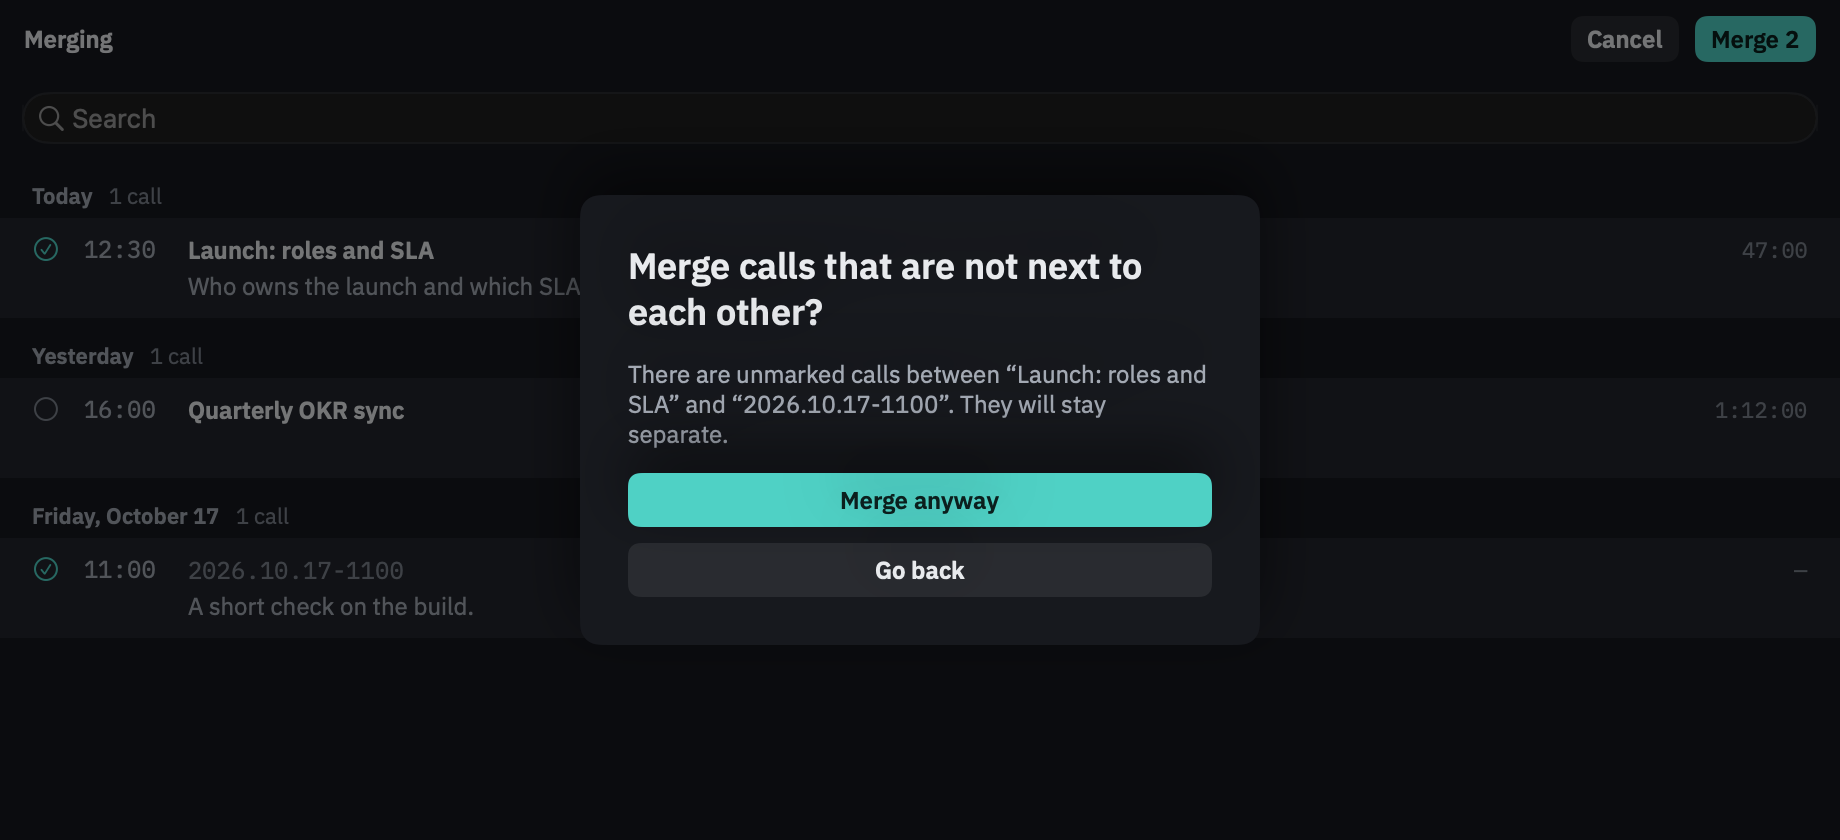 Merging
Cancel
Merge 2
Search
Today 1 call
12:30 Launch: roles and SLA 47:00
Who owns the launch and which SLA
Yesterday 1 call
16:00 Quarterly OKR sync 1:12:00
Friday, October 17 1 call
11:00 2026.10.17-1100 –
A short check on the build.
Merge calls that are not next to
each other?
There are unmarked calls between “Launch: roles and
SLA” and “2026.10.17-1100”. They will stay
separate.
Merge anyway
Go back